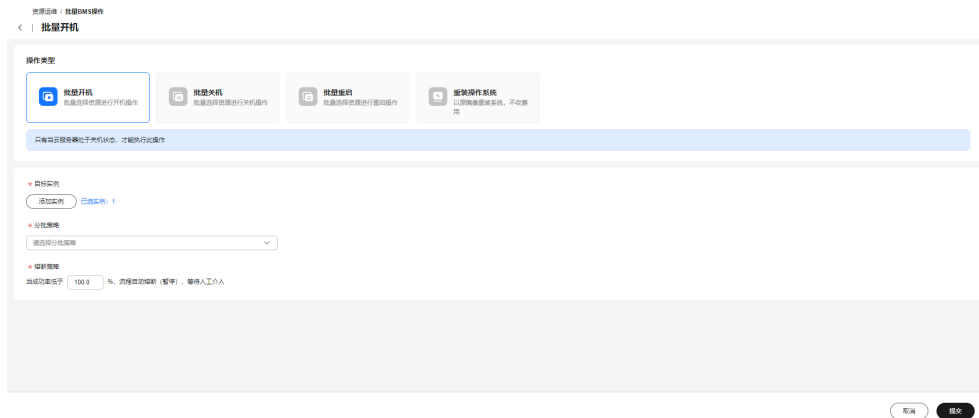 资源运维 / 批量BMS操作
批量开机
操作类型
批量开机
批量选择资源进行开机操作
批量关机
批量选择资源进行关机操作
批量重启
批量选择资源进行重启操作
重装操作系统
以原镜像重装系统，不收费
用
只有当云服务器处于关机状态，才能执行此操作
* 目标实例
添加实例
已选实例：1
* 分批策略
请选择分批策略
* 熔断策略
当成功率低于 100.0 %，流程自动熔断（暂停），等待人工介入
取消
提交